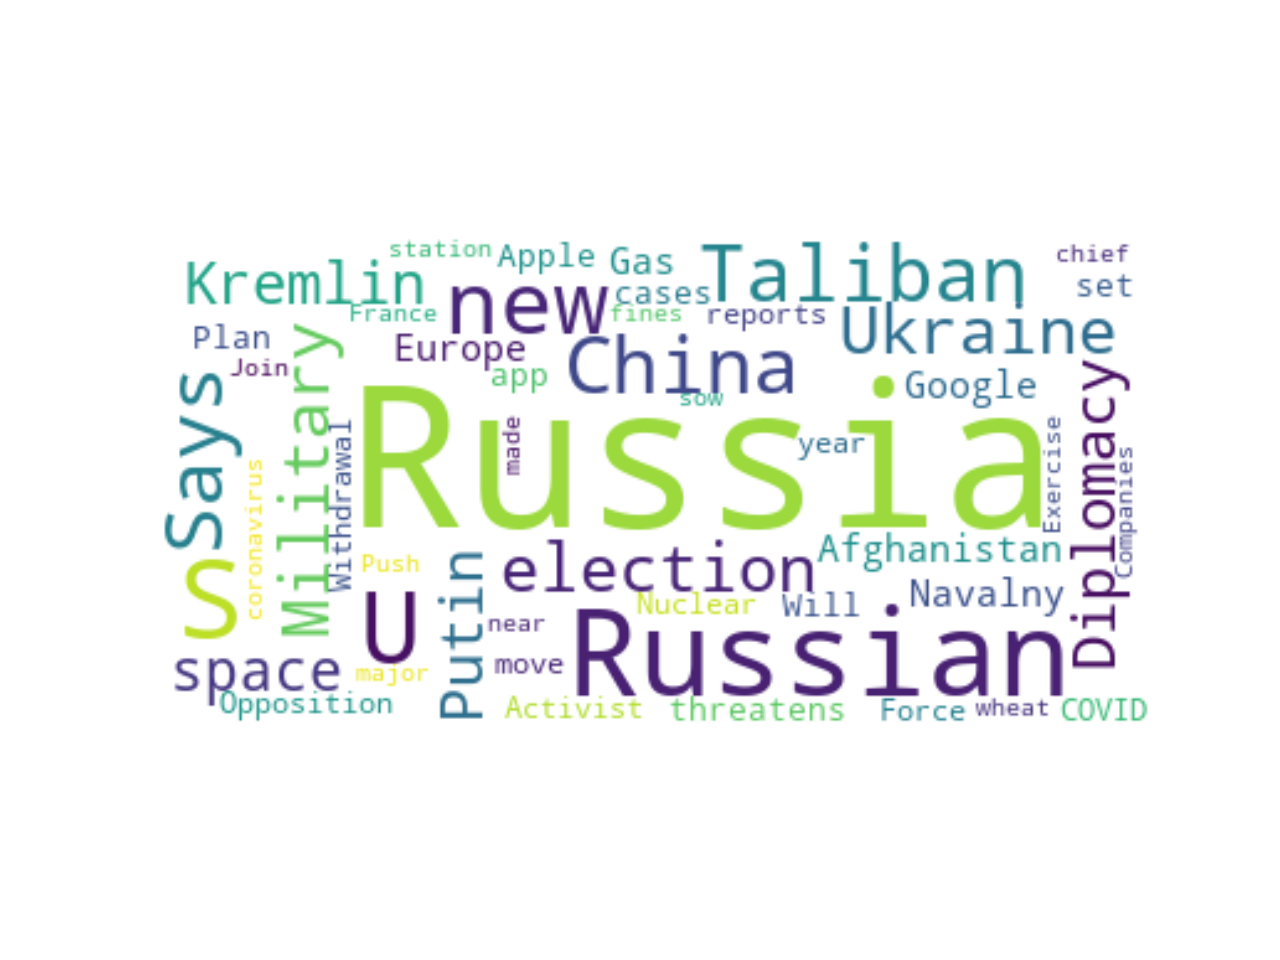 station
Apple
Gas
Taliban
chief
Kremlin
new
cases
set
France
fines
reports
Ukraine
Plan
Europe
China
Join
app
Google
sow
Says
Military
Russia
made
year
Diplomacy
Withdrawal
Exercise
Companies
coronavirus
S
Push
election
Afghanistan
U
Putin
Nuclear
Will
Navalny
near
Russian
space
major
move
Opposition
Activist
threatens
Force
wheat
COVID